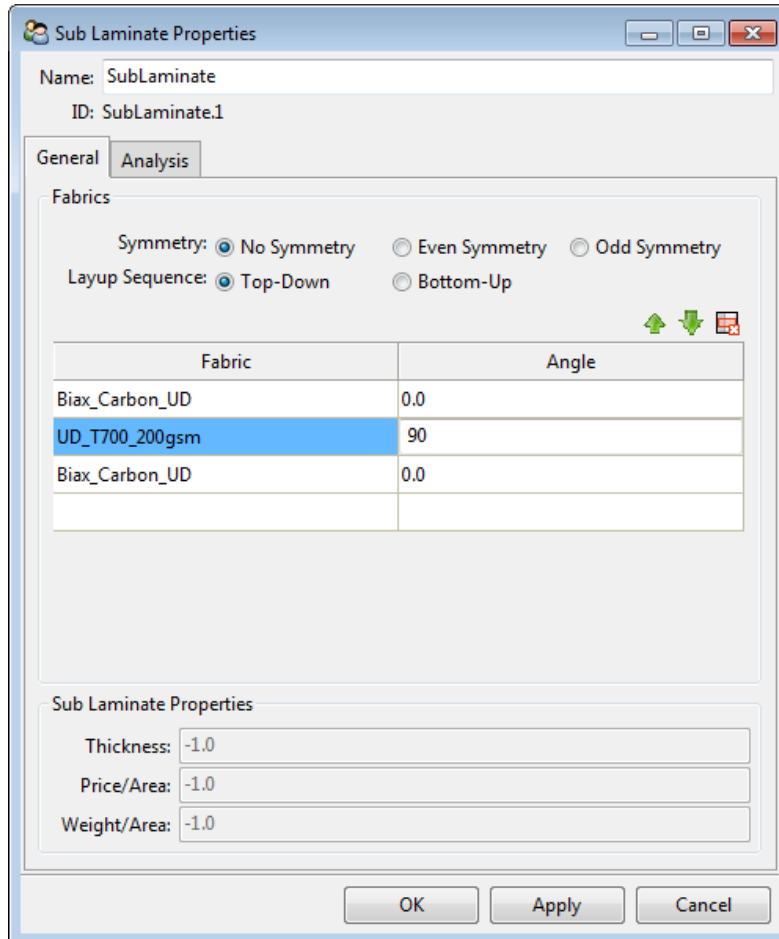 Sub Laminate Properties
Name: SubLaminate
ID: SubLaminate.1
General Analysis
Fabrics
Symmetry: No Symmetry Even Symmetry Odd Symmetry
Layup Sequence: Top-Down Bottom-Up
Fabric Angle
Biax_Carbon_UD 0.0
UD_T700_200gsm 90
Biax_Carbon_UD 0.0
Sub Laminate Properties
Thickness: -1.0
Price/Area: -1.0
Weight/Area: -1.0
OK Apply Cancel